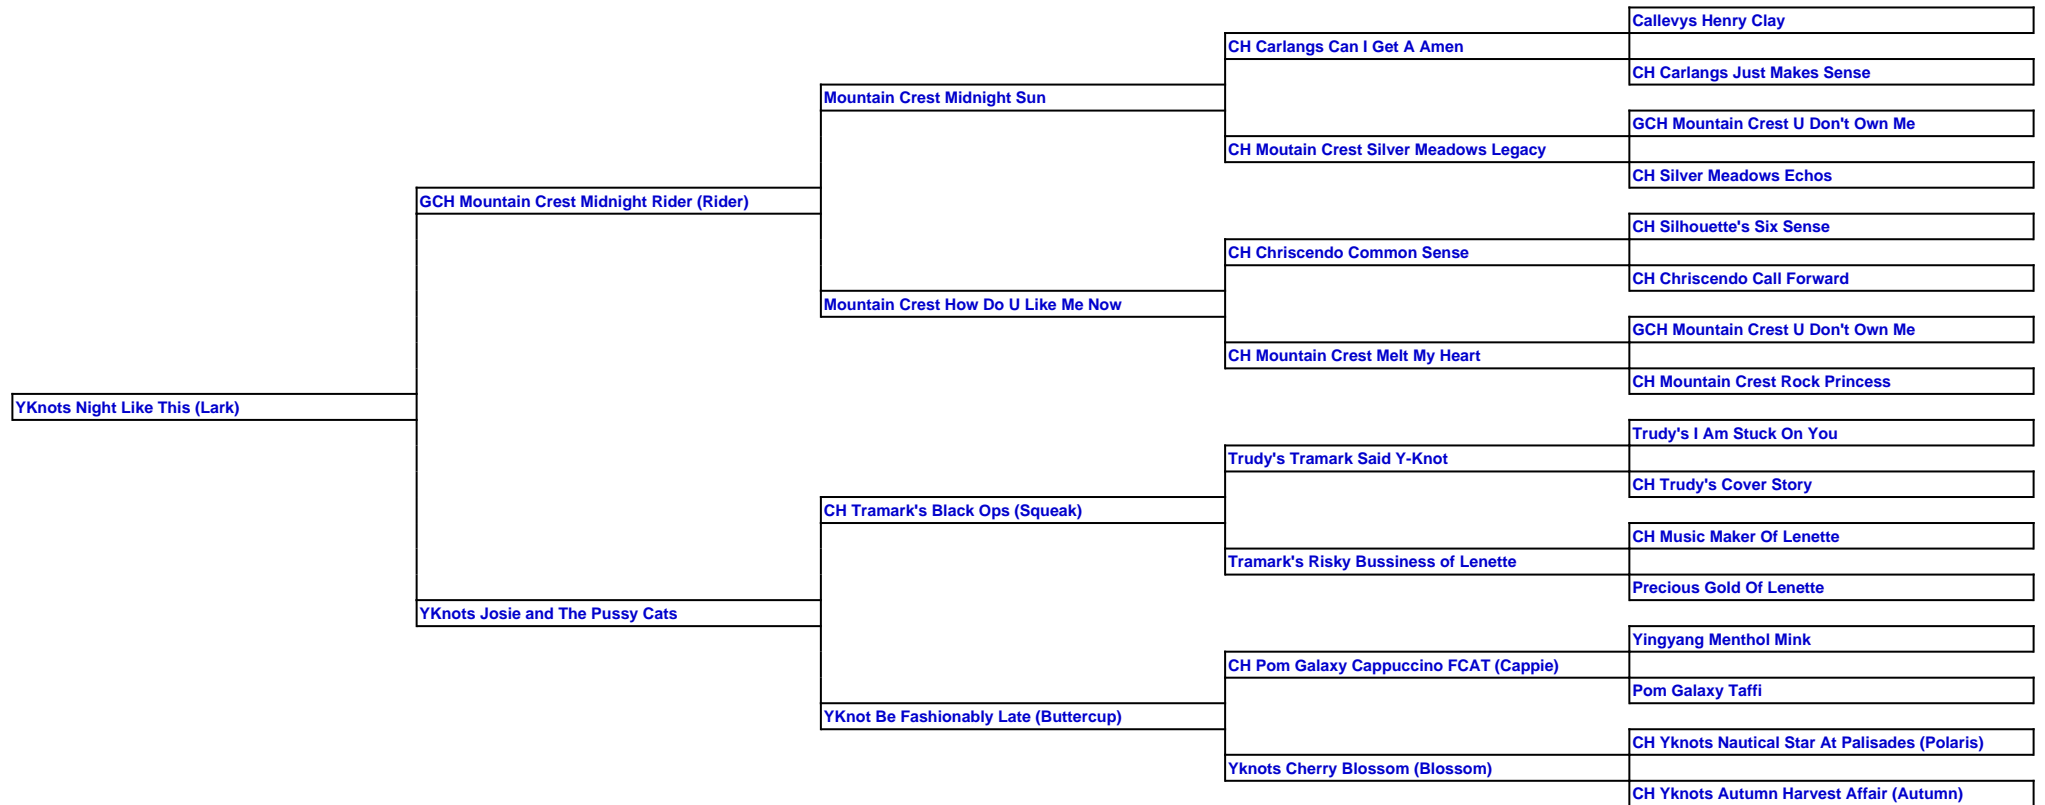 Callevys Henry Clay
CH Carlangs Can I Get A Amen
CH Carlangs Just Makes Sense
Mountain Crest Midnight Sun
GCH Mountain Crest U Don't Own Me
CH Moutain Crest Silver Meadows Legacy
CH Silver Meadows Echos
GCH Mountain Crest Midnight Rider (Rider)
CH Silhouette's Six Sense
CH Chriscendo Common Sense
CH Chriscendo Call Forward
Mountain Crest How Do U Like Me Now
GCH Mountain Crest U Don't Own Me
CH Mountain Crest Melt My Heart
CH Mountain Crest Rock Princess
YKnots Night Like This (Lark)
Trudy's I Am Stuck On You
Trudy's Tramark Said Y-Knot
CH Trudy's Cover Story
CH Tramark's Black Ops (Squeak)
CH Music Maker Of Lenette
Tramark's Risky Bussiness of Lenette
Precious Gold Of Lenette
YKnots Josie and The Pussy Cats
Yingyang Menthol Mink
CH Pom Galaxy Cappuccino FCAT (Cappie)
Pom Galaxy Taffi
YKnot Be Fashionably Late (Buttercup)
CH Yknots Nautical Star At Palisades (Polaris)
Yknots Cherry Blossom (Blossom)
CH Yknots Autumn Harvest Affair (Autumn)